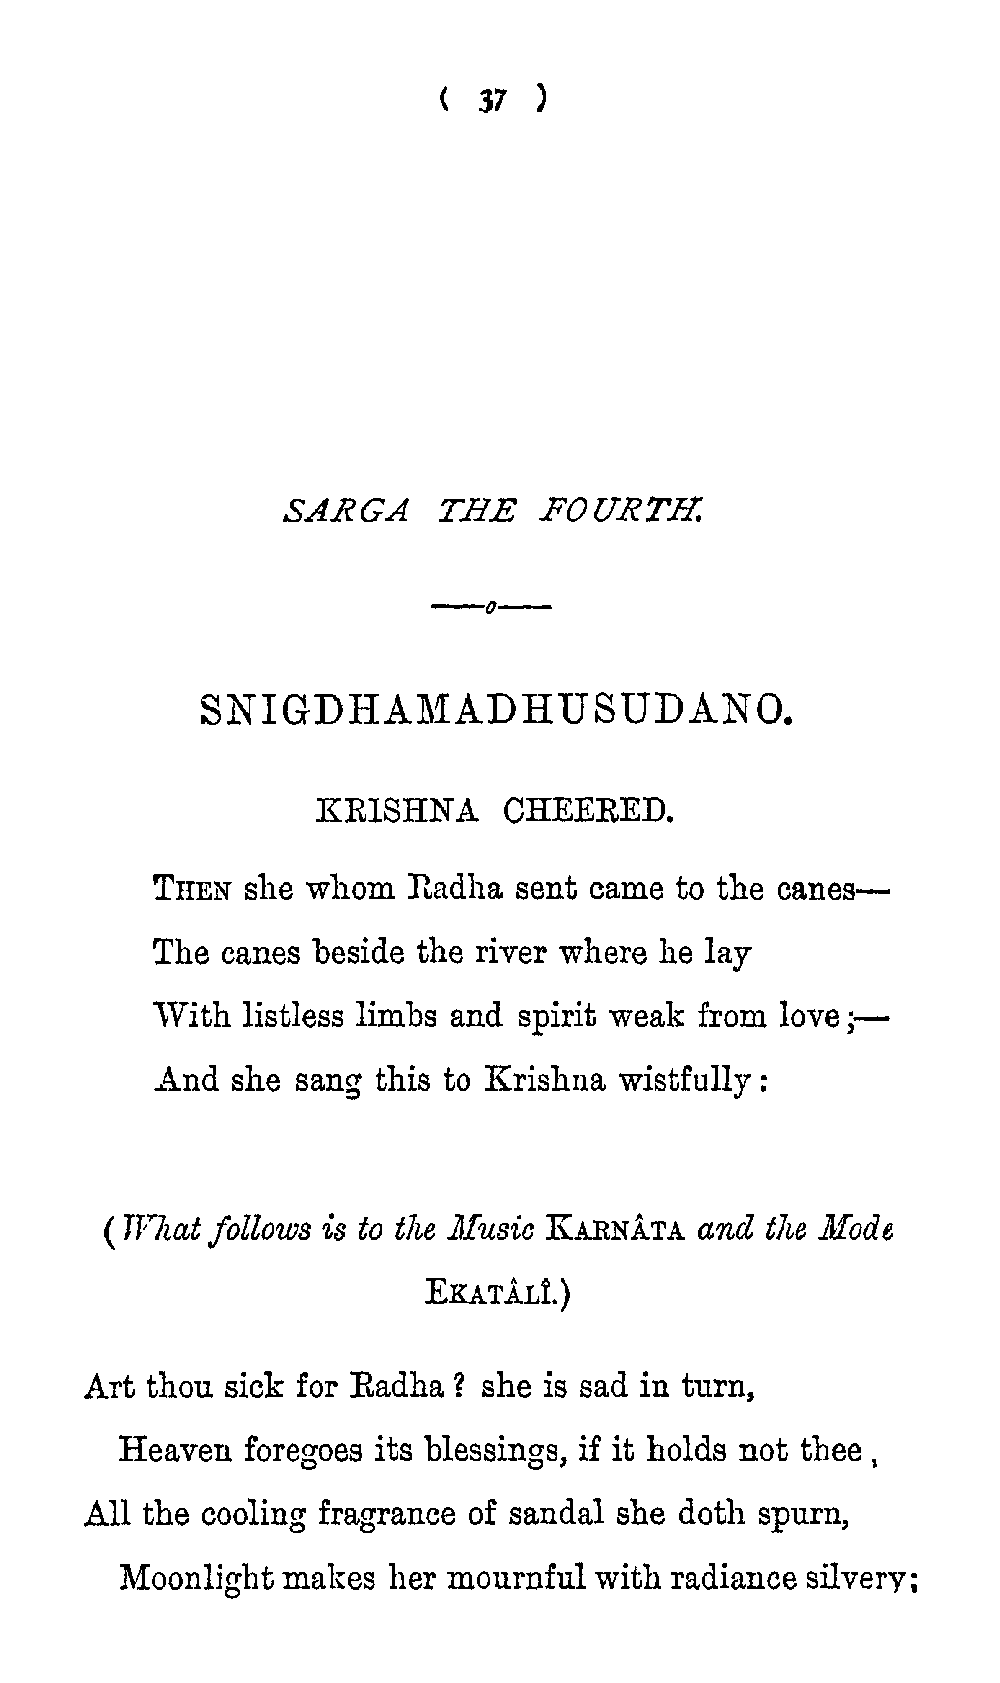 ( 37 )
SARGA THE FOURTH.
SNIGDHAMADHUSUDANO.
KRISHNA CHEERED.
THEN she whom Radha sent came to the canes—
The canes beside the river where he lay
With listless limbs and spirit weak from love;—
And she sang this to Krishna wistfully:
(What follows is to the Music KARNÂTA and the Mode
EKATÂLÎ.)
Art thou sick for Radha? she is sad in turn,
Heaven foregoes its blessings, if it holds not thee,
All the cooling fragrance of sandal she doth spurn,
Moonlight makes her mournful with radiance silvery;